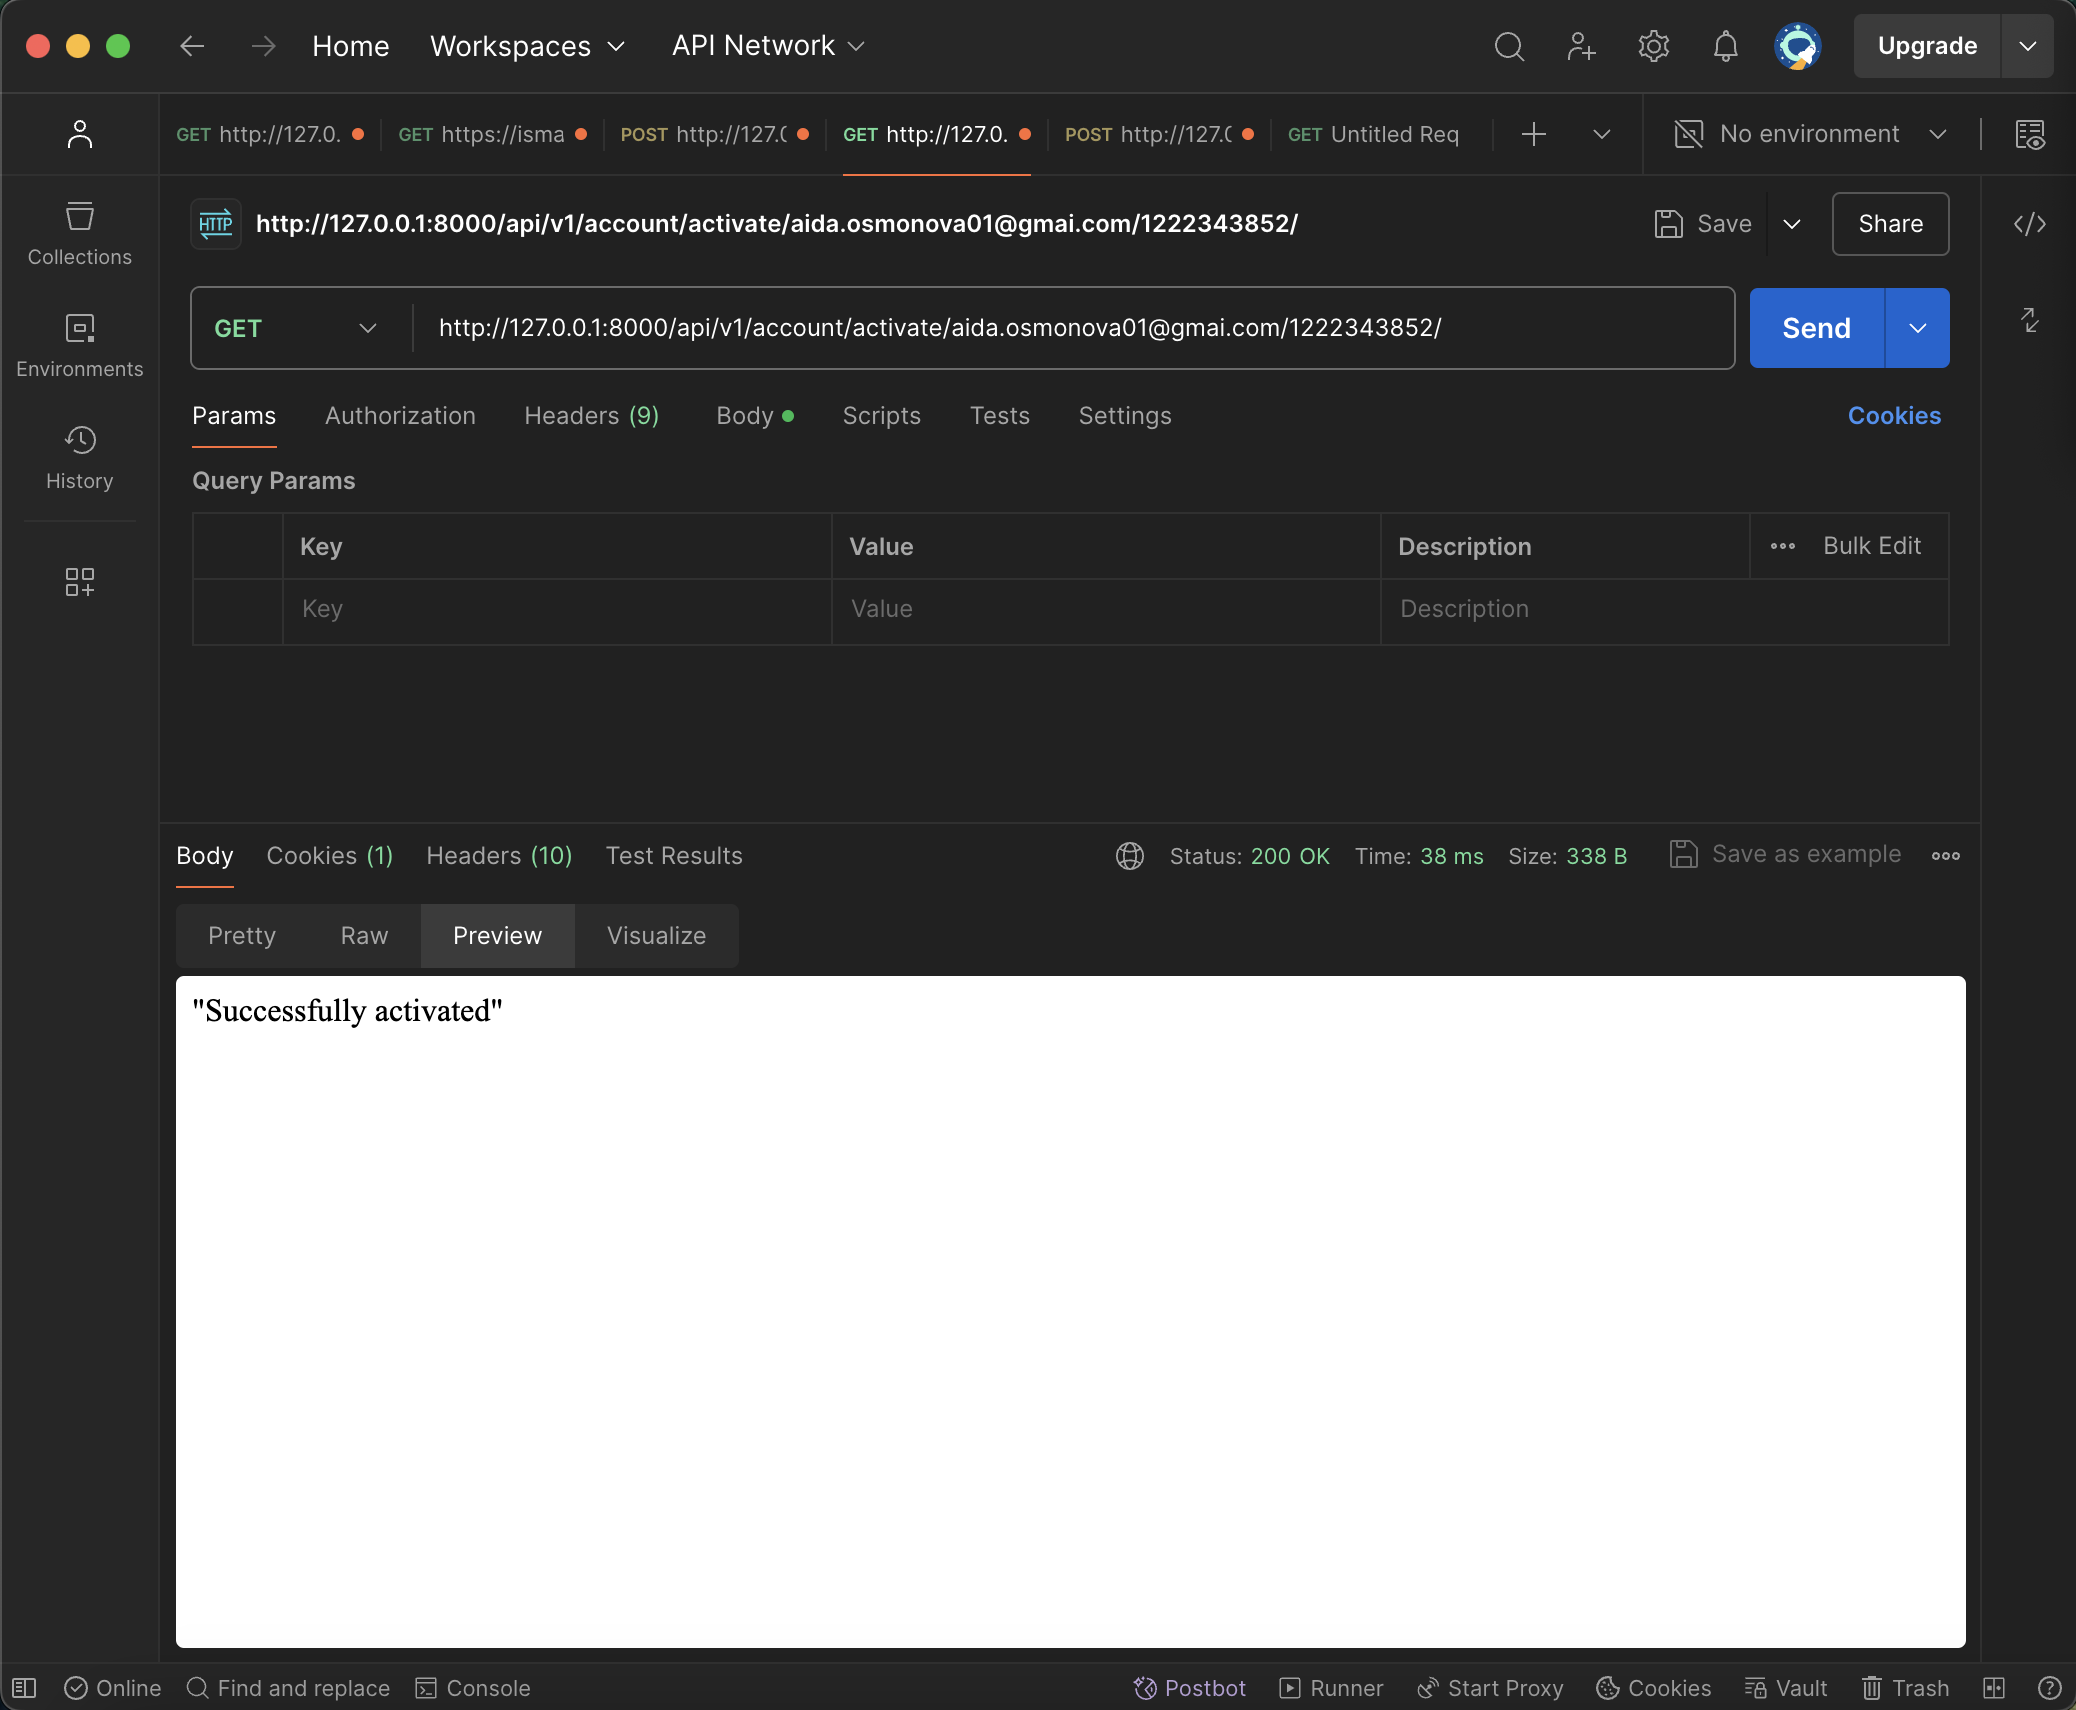 Home Workspaces API Network Upgrade
GET http://127.0. GET https://isma POST http://127.( GET http://127.0. POST http://127.( GET Untitled Req No environment
HTTP http://127.0.0.1:8000/api/v1/account/activate/aida.osmonova01@gmai.com/1222343852/ Save Share
Collections
GET http://127.0.0.1:8000/api/v1/account/activate/aida.osmonova01@gmai.com/1222343852/ Send
Environments
Params Authorization Headers (9) Body Scripts Tests Settings Cookies
History
Query Params
Key Value Description Bulk Edit
Key Value Description
Body Cookies (1) Headers (10) Test Results Status: 200 OK Time: 38 ms Size: 338 B Save as example
Pretty Raw Preview Visualize
"Successfully activated"
Online Find and replace Console Postbot Runner Start Proxy Cookies Vault Trash